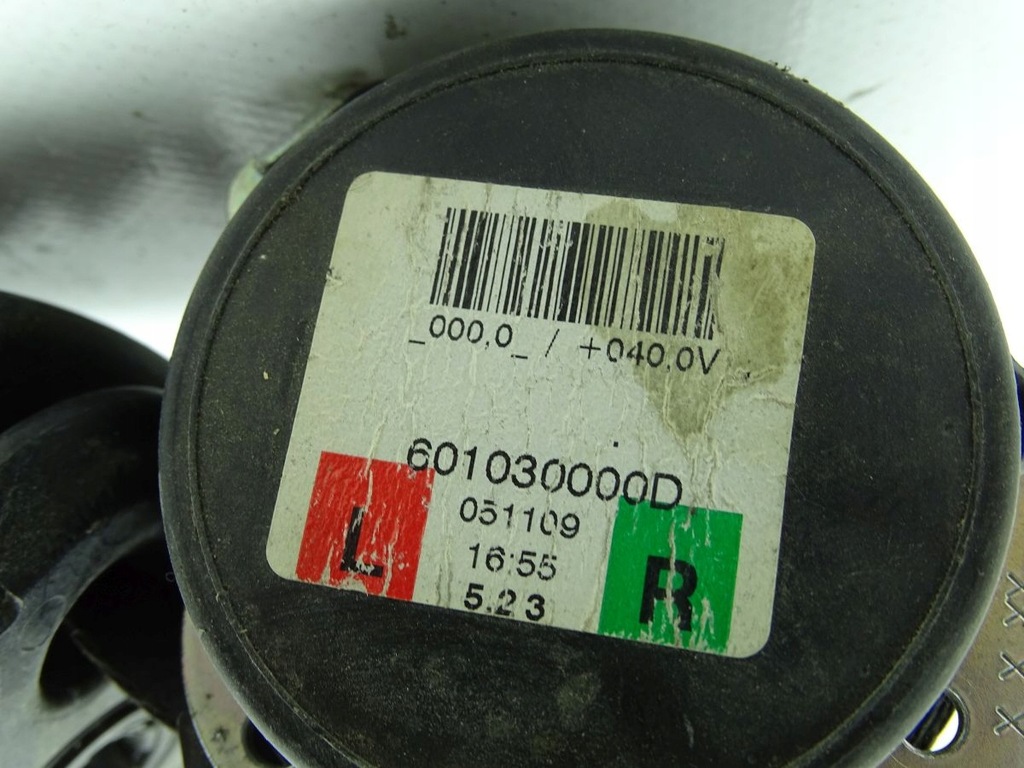 _000,0_ / +040,0V
601030000D
051109
16:55
5.23
L
R